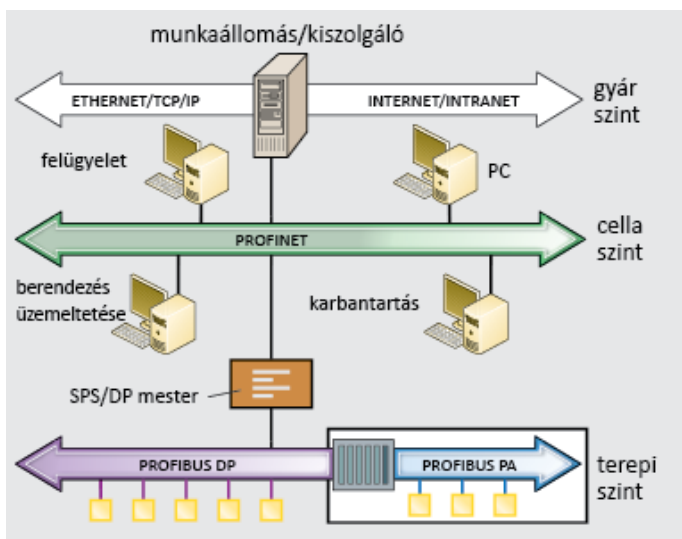 munkaállomás/kiszolgáló
ETHERNET/TCP/IP
INTERNET/INTRANET
gyár
szint
felügyelet
PC
PROFINET
cella
szint
berendezés
üzemeltetése
karbantartás
SPS/DP mester
PROFIBUS DP
PROFIBUS PA
terepi
szint